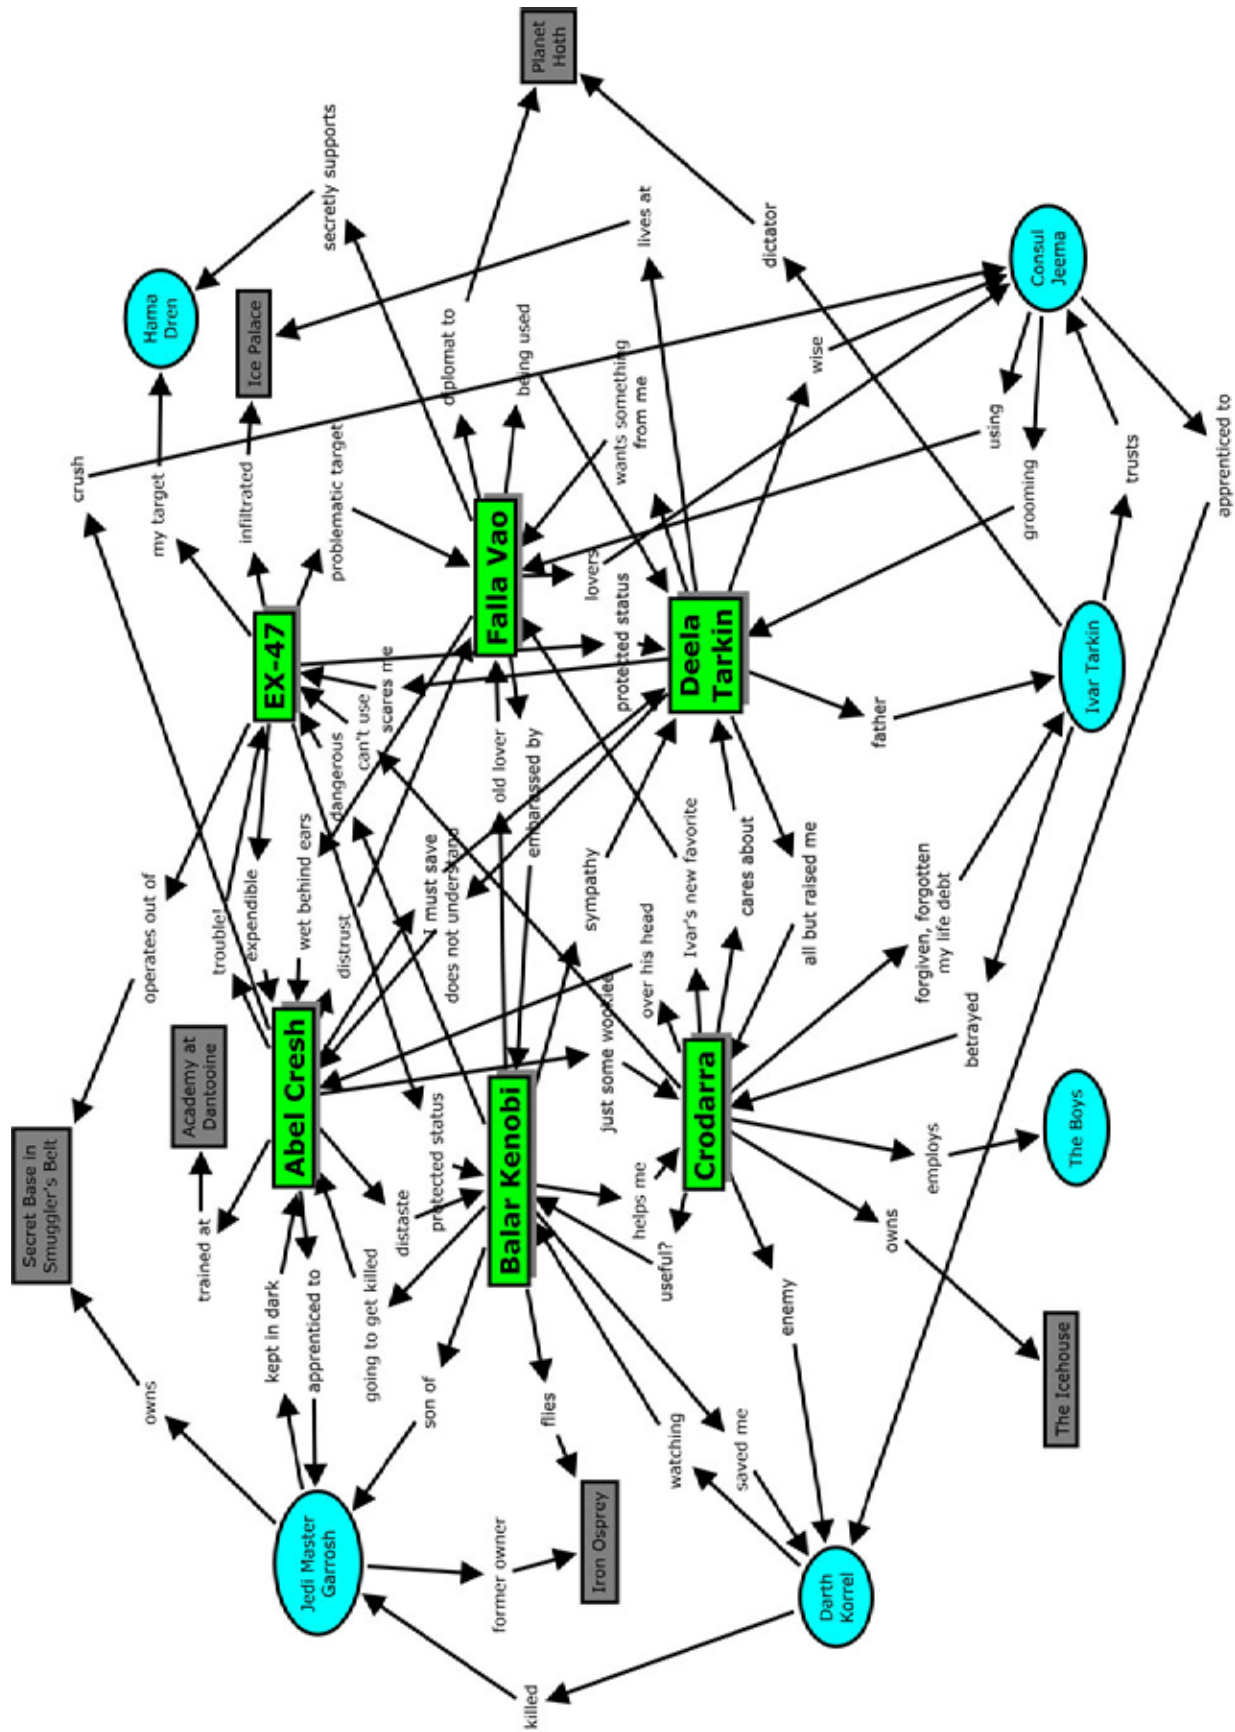 killed
Jedi Master
Garrosh
Darth
Korrel
former owner
Iron Osprey
owns
kept in dark
apprenticed to
going to get killed
son of
flies
watching
saved me
enemy
The Icehouse
Secret Base in
Smuggler's Belt
trained at
Academy at
Dantooine
Abel Cresh
distaste
protected status
Balar Kenobi
helps me
useful?
Crodarra
just some wookiee
over his head
owns
employs
The Boys
betrayed
forgiven, forgotten
my life debt
all but raised me
cares about
Ivar's new favorite
sympathy
embarassed by
old lover
does not understand
I must save
distrust
wet behind ears
expendible
trouble!
operates out of
dangerous
can't use
scares me
EX-47
Falla Vao
Deela
Tarkin
father
Ivar Tarkin
protected status
lovers
problematic target
infiltrated
my target
crush
wants something
from me
being used
diplomat to
wise
using
grooming
trusts
apprenticed to
Hama
Dren
Ice Palace
secretly supports
lives at
dictator
Consul
Jeema
Planet
Hoth